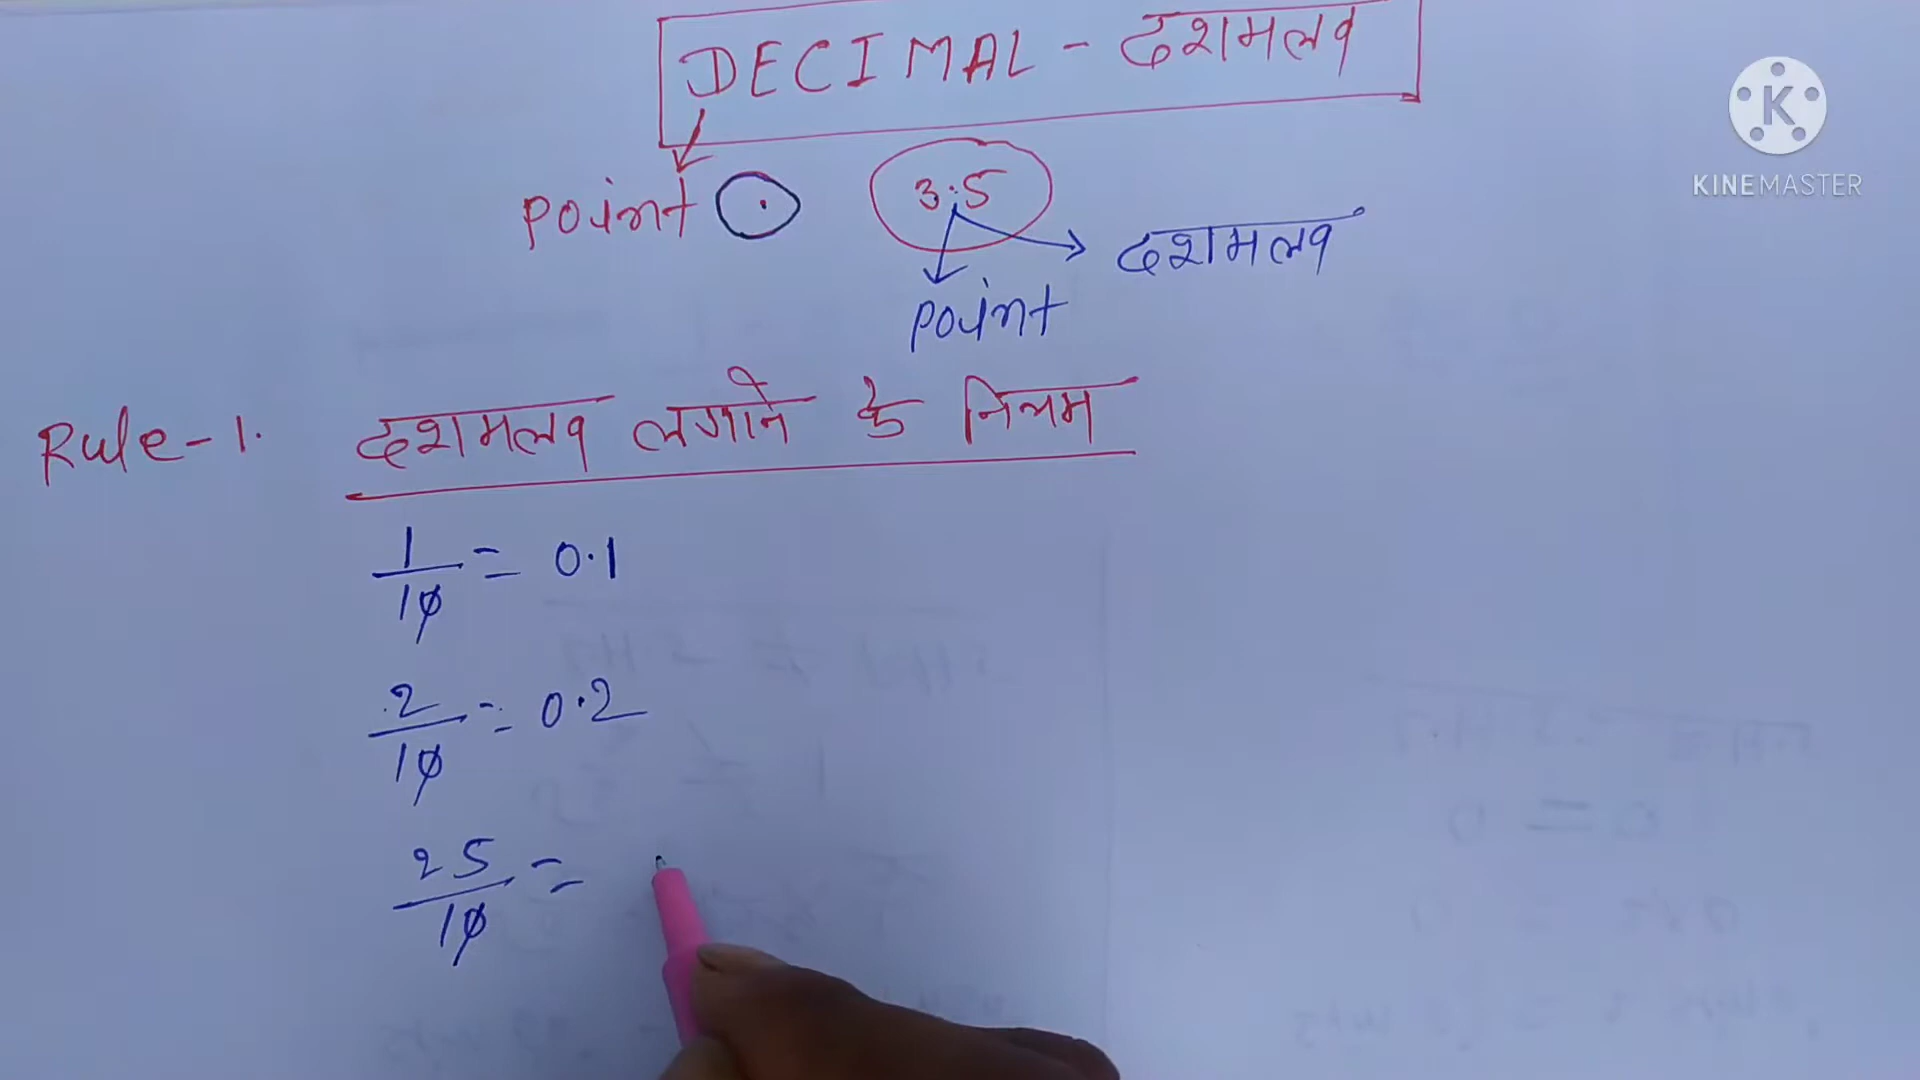 DECIMAL - दशमलव
point . 3.5
दशमलव
point
Rule-1. दशमलव लगाने के नियम
1/10 = 0.1
2/10 = 0.2
25/10 =
K
KINEMASTER